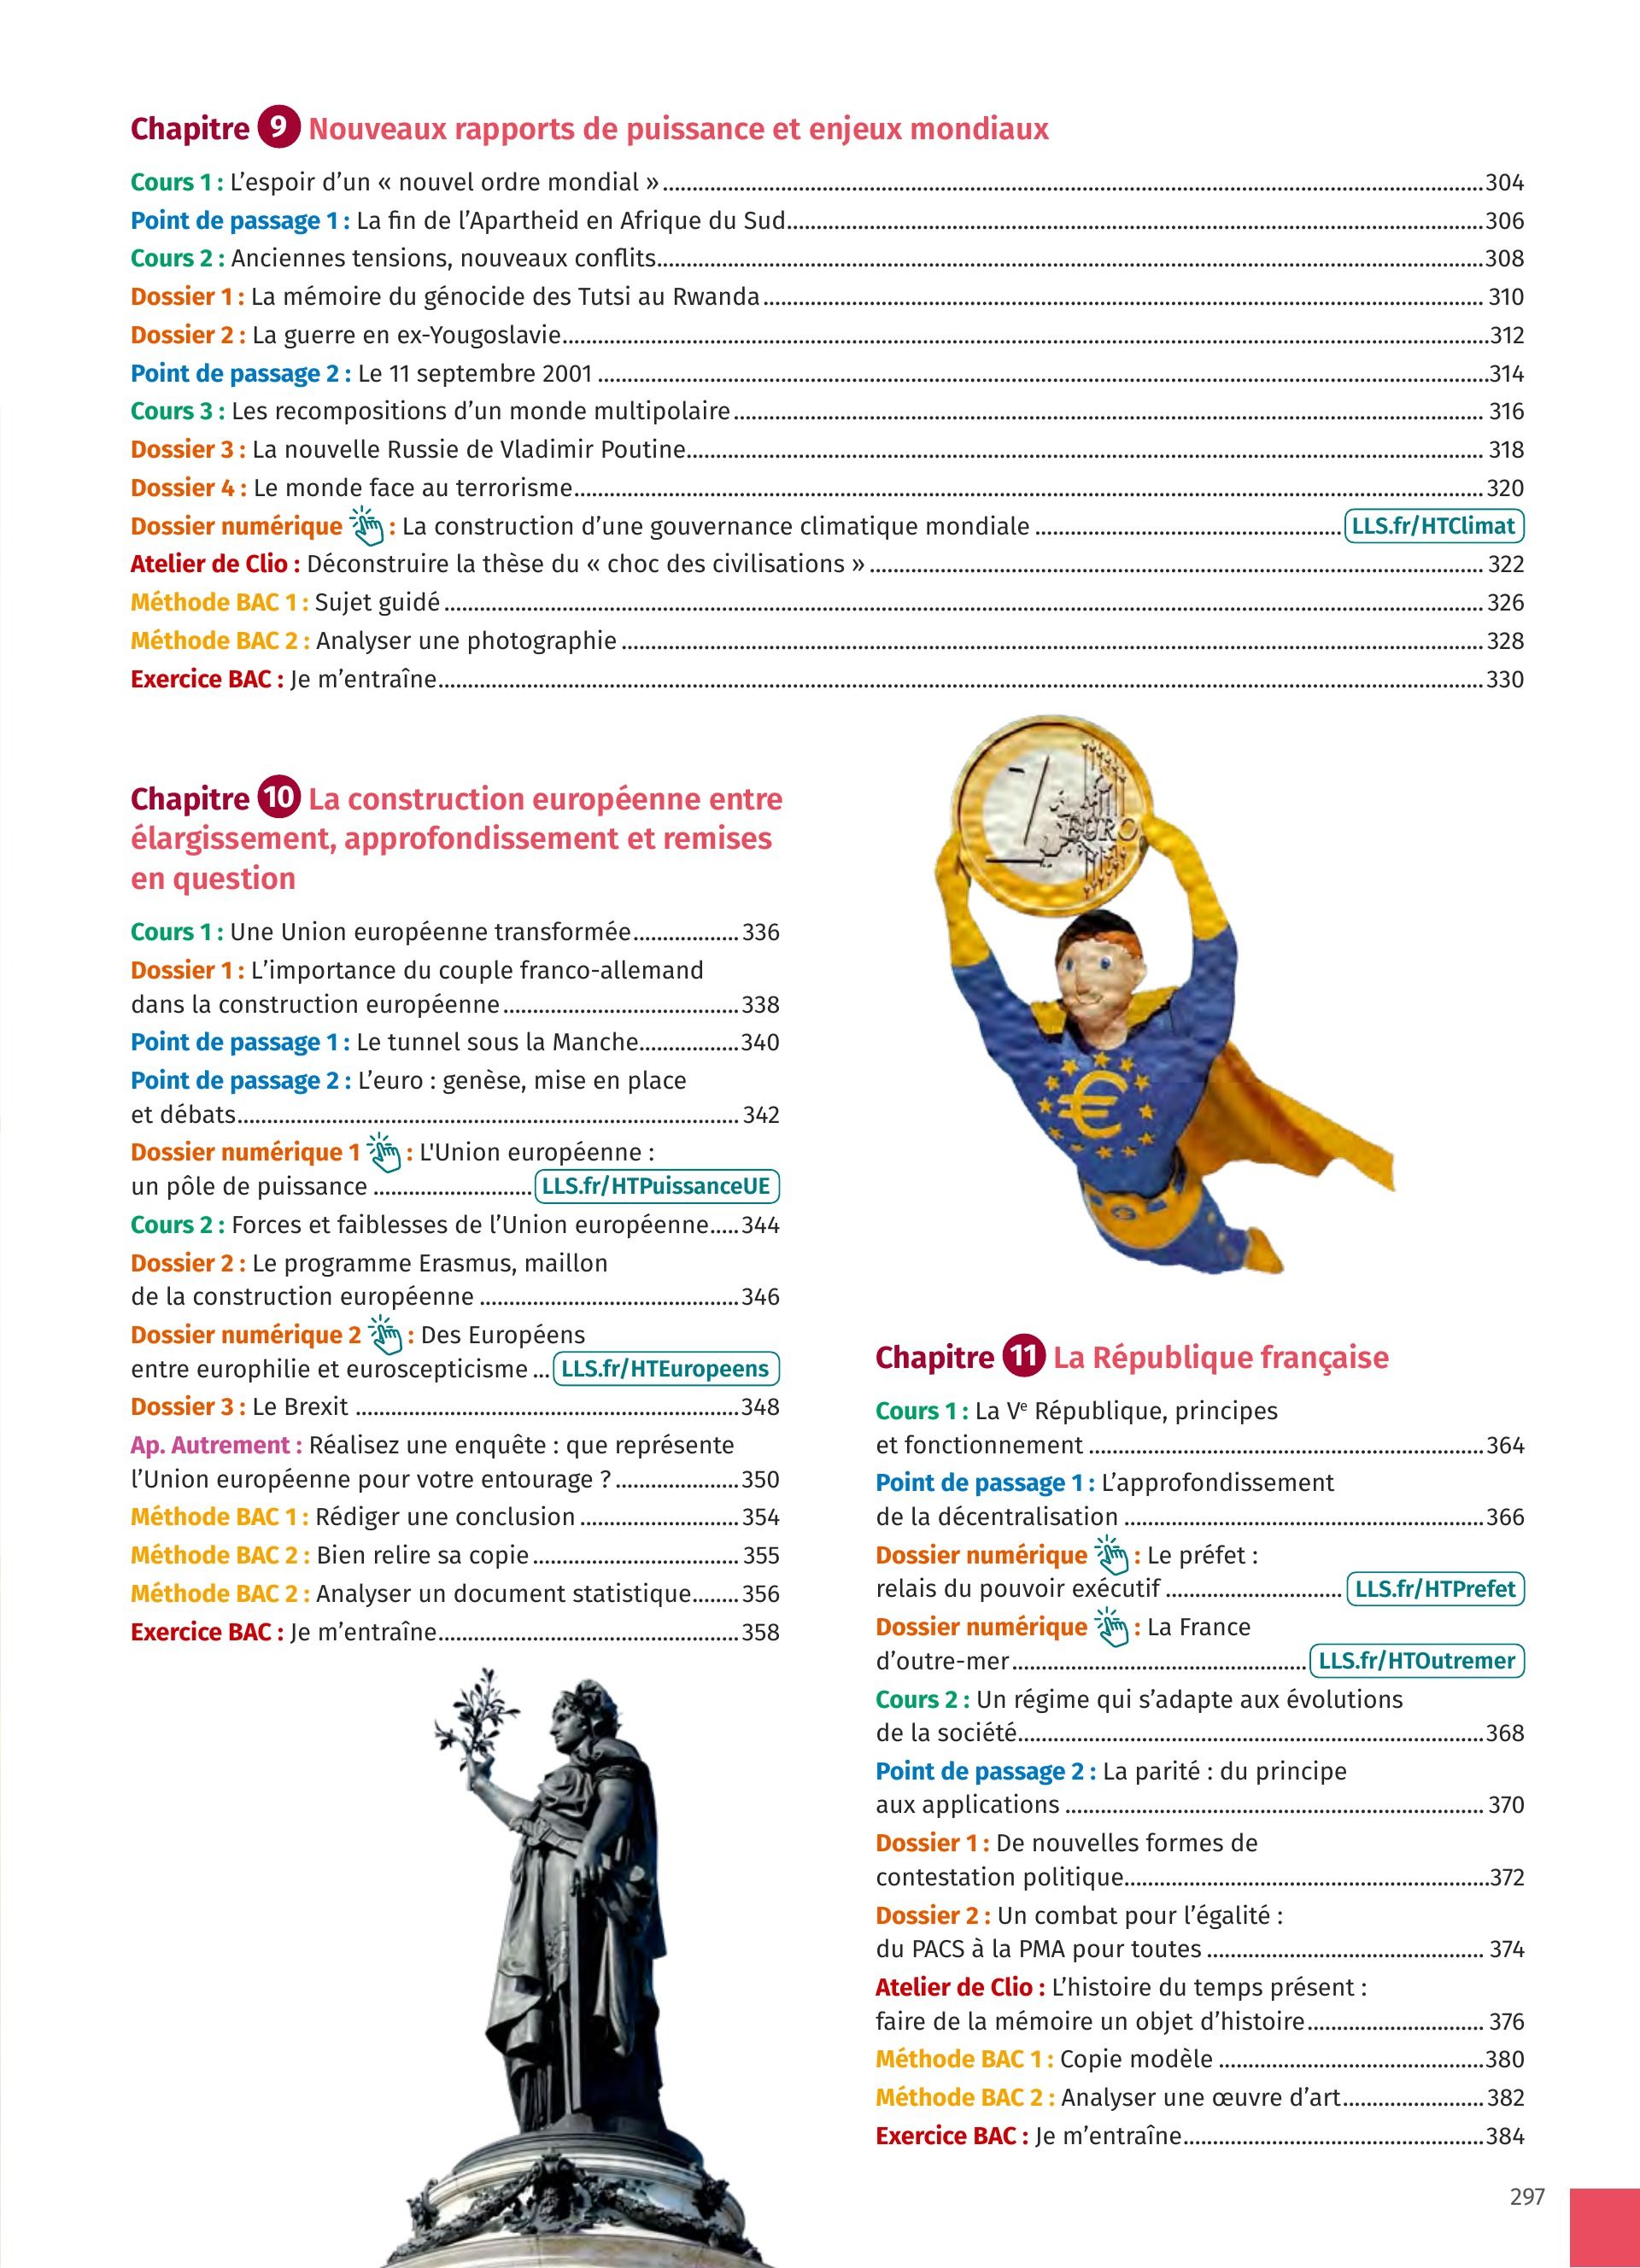 Chapitre 9 Nouveaux rapports de puissance et enjeux mondiaux
Cours 1 : L’espoir d’un « nouvel ordre mondial » 304
Point de passage 1 : La fin de l’Apartheid en Afrique du Sud 306
Cours 2 : Anciennes tensions, nouveaux conflits 308
Dossier 1 : La mémoire du génocide des Tutsi au Rwanda 310
Dossier 2 : La guerre en ex-Yougoslavie 312
Point de passage 2 : Le 11 septembre 2001 314
Cours 3 : Les recompositions d’un monde multipolaire 316
Dossier 3 : La nouvelle Russie de Vladimir Poutine 318
Dossier 4 : Le monde face au terrorisme 320
Dossier numérique : La construction d’une gouvernance climatique mondiale LLS.fr/HTClimat
Atelier de Clio : Déconstruire la thèse du « choc des civilisations » 322
Méthode BAC 1 : Sujet guidé 326
Méthode BAC 2 : Analyser une photographie 328
Exercice BAC : Je m’entraîne 330
Chapitre 10 La construction européenne entre
élargissement, approfondissement et remises
en question
Cours 1 : Une Union européenne transformée 336
Dossier 1 : L’importance du couple franco-allemand
dans la construction européenne 338
Point de passage 1 : Le tunnel sous la Manche 340
Point de passage 2 : L’euro : genèse, mise en place
et débats 342
Dossier numérique 1 : L'Union européenne :
un pôle de puissance LLS.fr/HTPuissanceUE
Cours 2 : Forces et faiblesses de l’Union européenne 344
Dossier 2 : Le programme Erasmus, maillon
de la construction européenne 346
Dossier numérique 2 : Des Européens
entre europhilie et euroscepticisme LLS.fr/HTEuropeens
Dossier 3 : Le Brexit 348
Ap. Autrement : Réalisez une enquête : que représente
l’Union européenne pour votre entourage ? 350
Méthode BAC 1 : Rédiger une conclusion 354
Méthode BAC 2 : Bien relire sa copie 355
Méthode BAC 2 : Analyser un document statistique 356
Exercice BAC : Je m’entraîne 358
1 EURO
€
Chapitre 11 La République française
Cours 1 : La Vᵉ République, principes
et fonctionnement 364
Point de passage 1 : L’approfondissement
de la décentralisation 366
Dossier numérique : Le préfet :
relais du pouvoir exécutif LLS.fr/HTPrefet
Dossier numérique : La France
d’outre-mer LLS.fr/HTOutremer
Cours 2 : Un régime qui s’adapte aux évolutions
de la société 368
Point de passage 2 : La parité : du principe
aux applications 370
Dossier 1 : De nouvelles formes de
contestation politique 372
Dossier 2 : Un combat pour l’égalité :
du PACS à la PMA pour toutes 374
Atelier de Clio : L’histoire du temps présent :
faire de la mémoire un objet d’histoire 376
Méthode BAC 1 : Copie modèle 380
Méthode BAC 2 : Analyser une œuvre d’art 382
Exercice BAC : Je m’entraîne 384
297